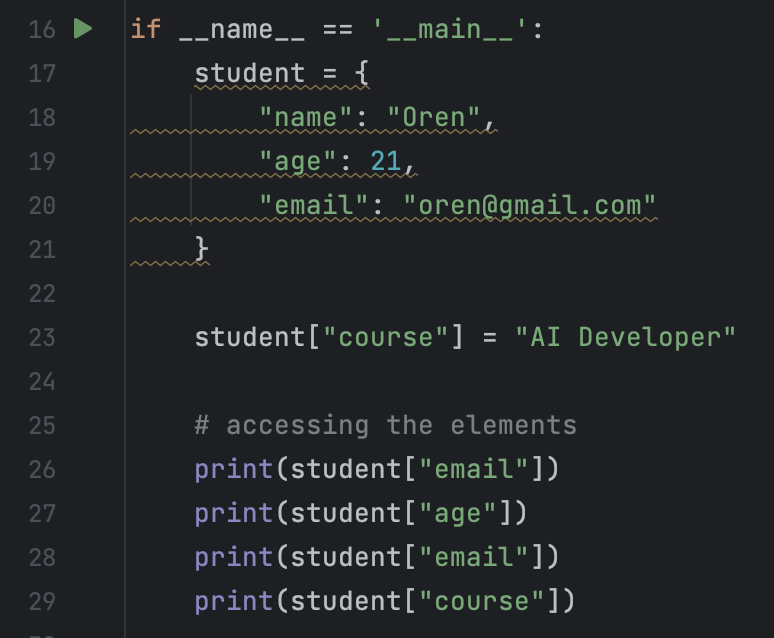 16 if __name__ == '__main__':
17     student = {
18         "name": "Oren",
19         "age": 21,
20         "email": "oren@gmail.com"
21     }
22
23     student["course"] = "AI Developer"
24
25     # accessing the elements
26     print(student["email"])
27     print(student["age"])
28     print(student["email"])
29     print(student["course"])